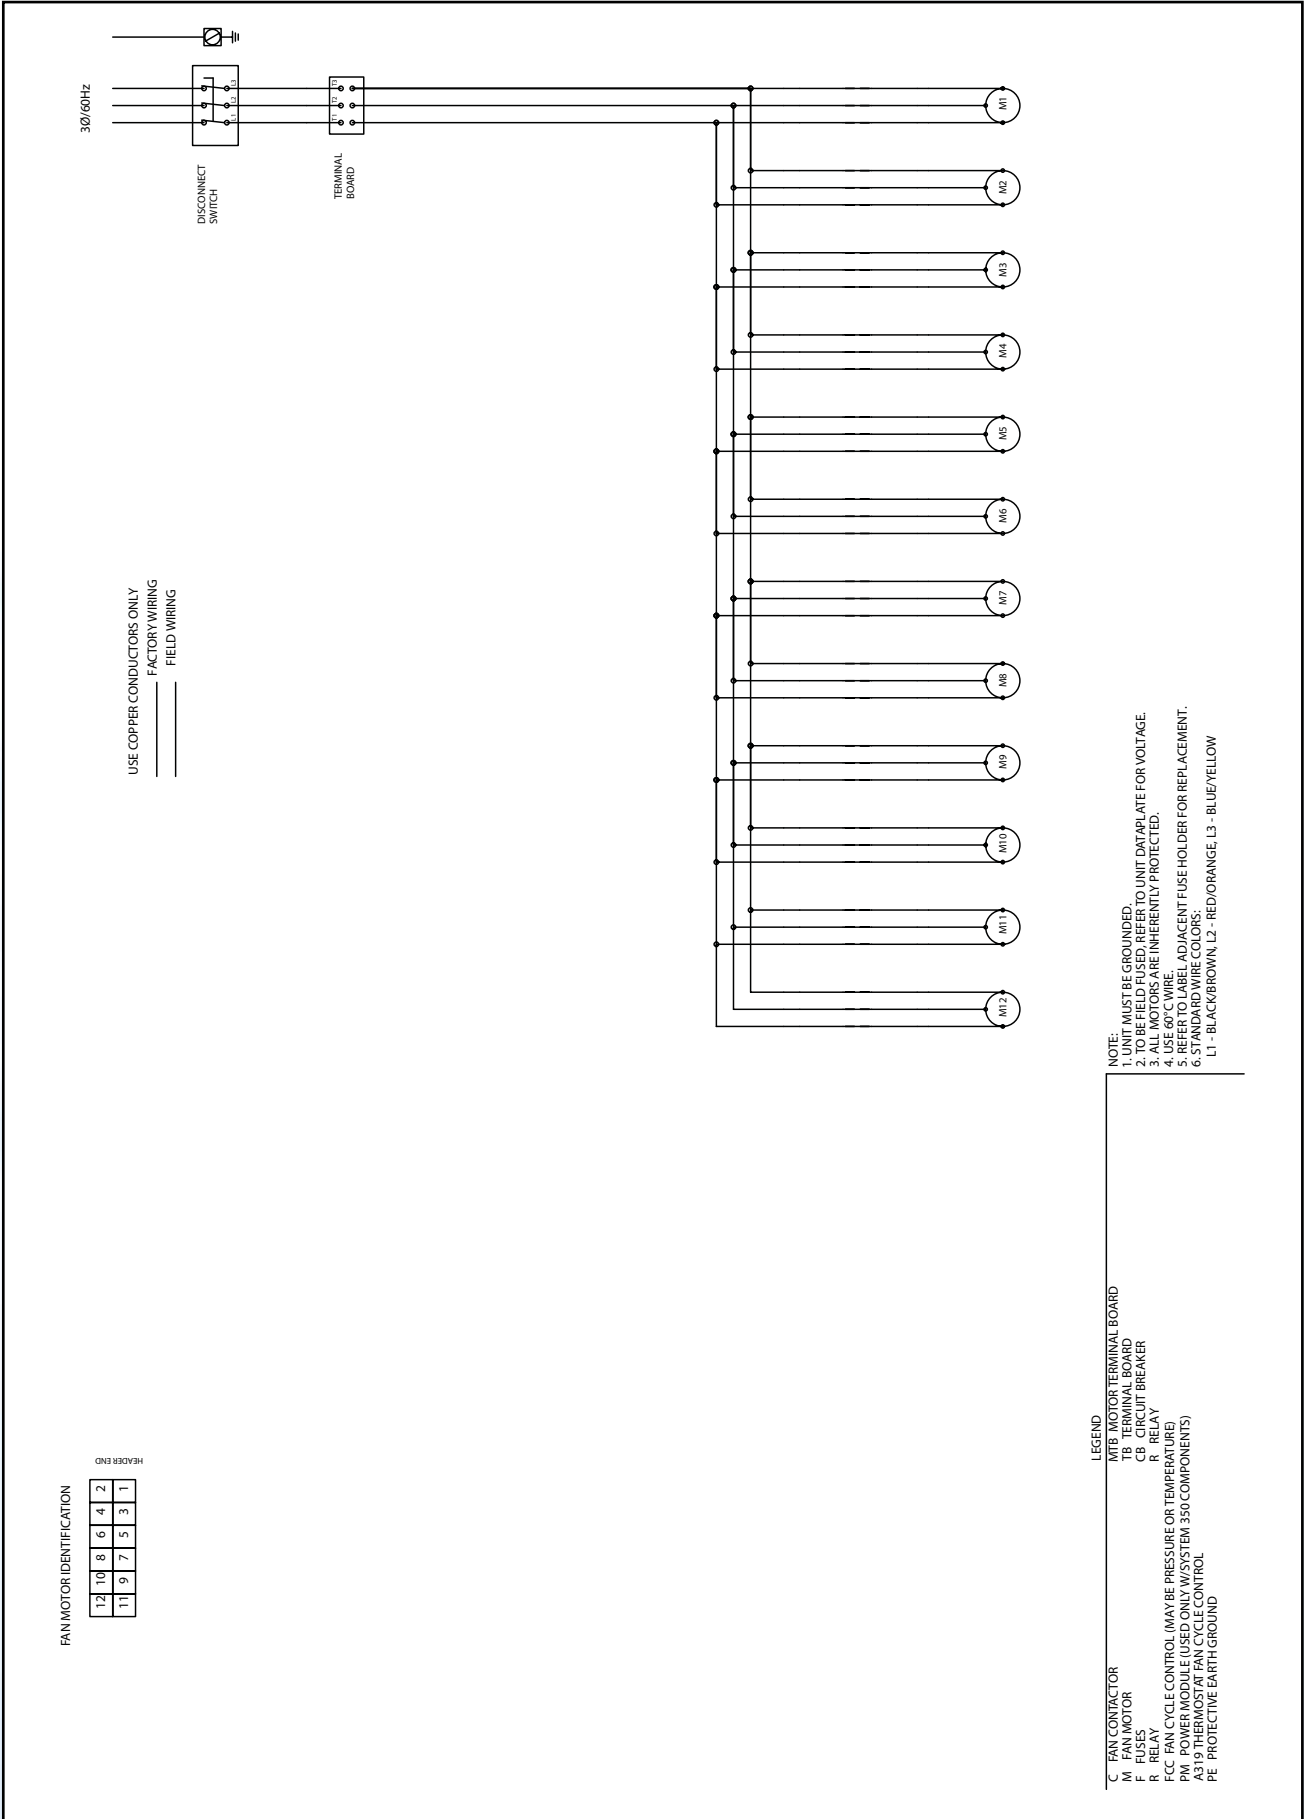 3Ø/60Hz
L3
L2
L1
DISCONNECT
SWITCH
T3
T2
T1
TERMINAL
BOARD
M1
M2
M3
M4
M5
M6
M7
M8
M9
M10
M11
M12
USE COPPER CONDUCTORS ONLY
FACTORY WIRING
FIELD WIRING
FAN MOTOR IDENTIFICATION
12 10 8 6 4 2
11 9 7 5 3 1
HEADER END
LEGEND
C FAN CONTACTOR
M FAN MOTOR
F FUSES
R RELAY
FCC FAN CYCLE CONTROL (MAY BE PRESSURE OR TEMPERATURE)
PM POWER MODULE (USED ONLY W/SYSTEM 350 COMPONENTS)
A319 THERMOSTAT FAN CYCLE CONTROL
PE PROTECTIVE EARTH GROUND
MTB MOTOR TERMINAL BOARD
TB TERMINAL BOARD
CB CIRCUIT BREAKER
R RELAY
NOTE:
1. UNIT MUST BE GROUNDED.
2. TO BE FIELD FUSED, REFER TO UNIT DATAPLATE FOR VOLTAGE.
3. ALL MOTORS ARE INHERENTLY PROTECTED.
4. USE 60°C WIRE.
5. REFER TO LABEL ADJACENT FUSE HOLDER FOR REPLACEMENT.
6. STANDARD WIRE COLORS:
L1 - BLACK/BROWN, L2 - RED/ORANGE, L3 - BLUE/YELLOW